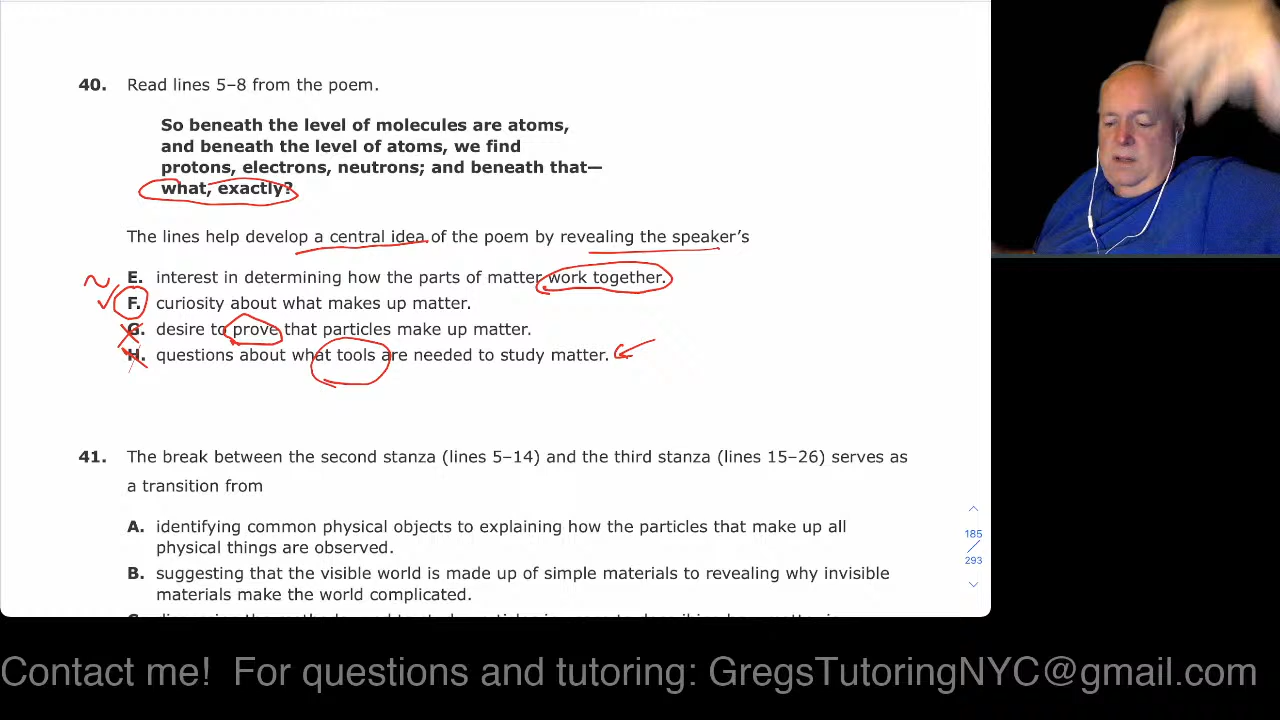 40. Read lines 5–8 from the poem.
So beneath the level of molecules are atoms,
and beneath the level of atoms, we find
protons, electrons, neutrons; and beneath that—
what, exactly?
The lines help develop a central idea of the poem by revealing the speaker's
E. interest in determining how the parts of matter work together.
F. curiosity about what makes up matter.
G. desire to prove that particles make up matter.
H. questions about what tools are needed to study matter.
41. The break between the second stanza (lines 5–14) and the third stanza (lines 15–26) serves as
a transition from
A. identifying common physical objects to explaining how the particles that make up all
physical things are observed.
B. suggesting that the visible world is made up of simple materials to revealing why invisible
materials make the world complicated.
185
293
Contact me! For questions and tutoring: GregsTutoringNYC@gmail.com